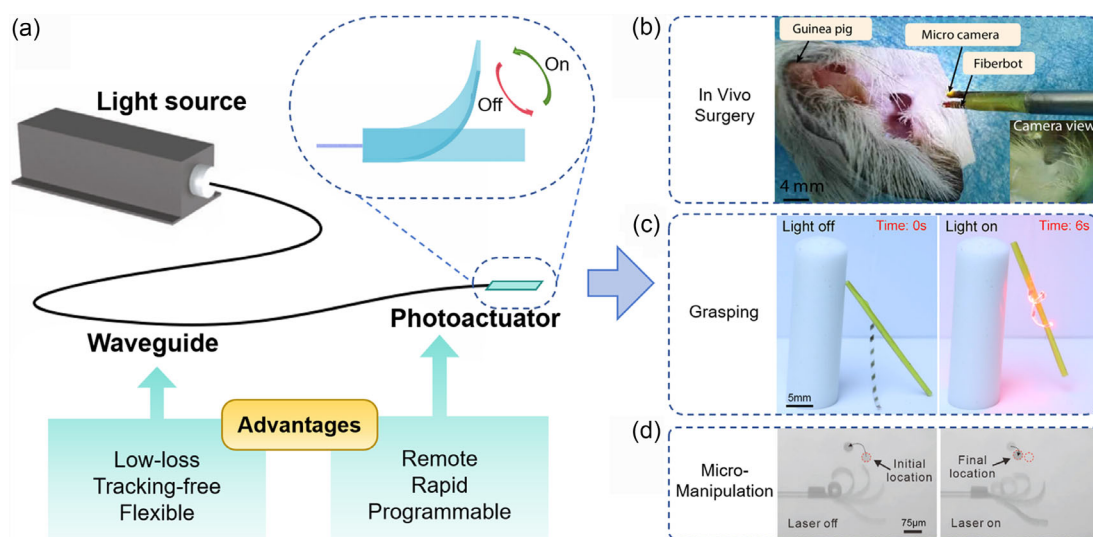 (a)
Light source
On
Off
Waveguide
Photoactuator
Advantages
Low-loss
Tracking-free
Flexible
Remote
Rapid
Programmable
(b)
In Vivo
Surgery
Guinea pig
Micro camera
Fiberbot
Camera view
4 mm
(c)
Grasping
Light off
Time: 0s
5mm
Light on
Time: 6s
(d)
Micro-
Manipulation
Initial
location
Laser off
75μm
Final
location
Laser on